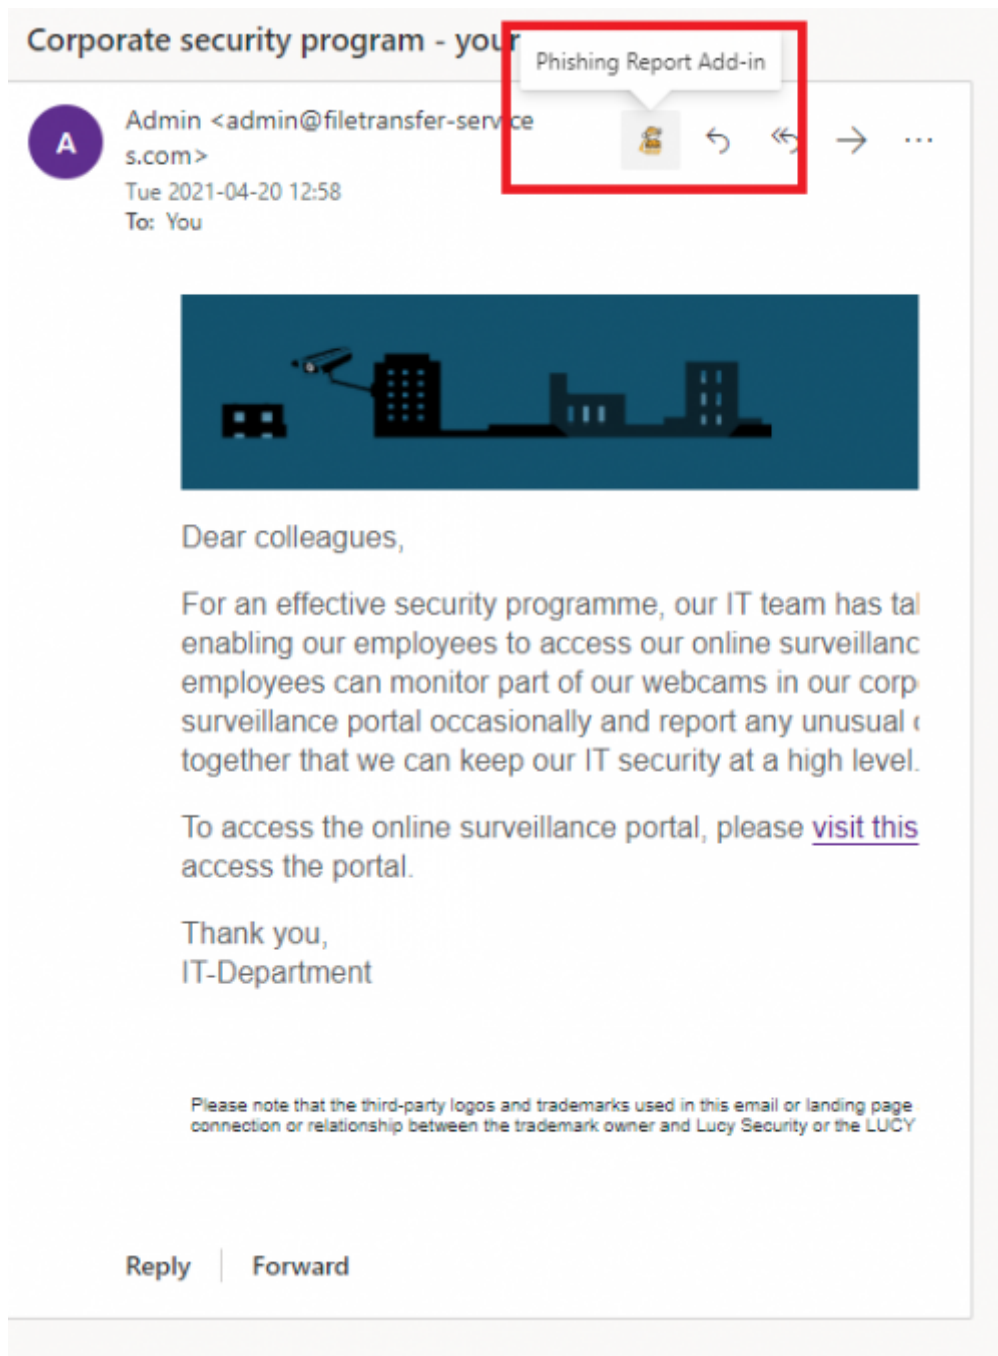 Corporate security program - your
Phishing Report Add-in
A
Admin <admin@filetransfer-service
s.com>
Tue 2021-04-20 12:58
To: You
Dear colleagues,
For an effective security programme, our IT team has
enabling our employees to access our online
employees can monitor part of our webcams in our
surveillance portal occasionally and report any unusual
together that we can keep our IT security at a high level.
To access the online surveillance portal, please visit this
access the portal.
Thank you,
IT-Department
Please note that the third-party logos and trademarks used in this email or landing page
connection or relationship between the trademark owner and Lucy Security or the LUCY
Reply
Forward